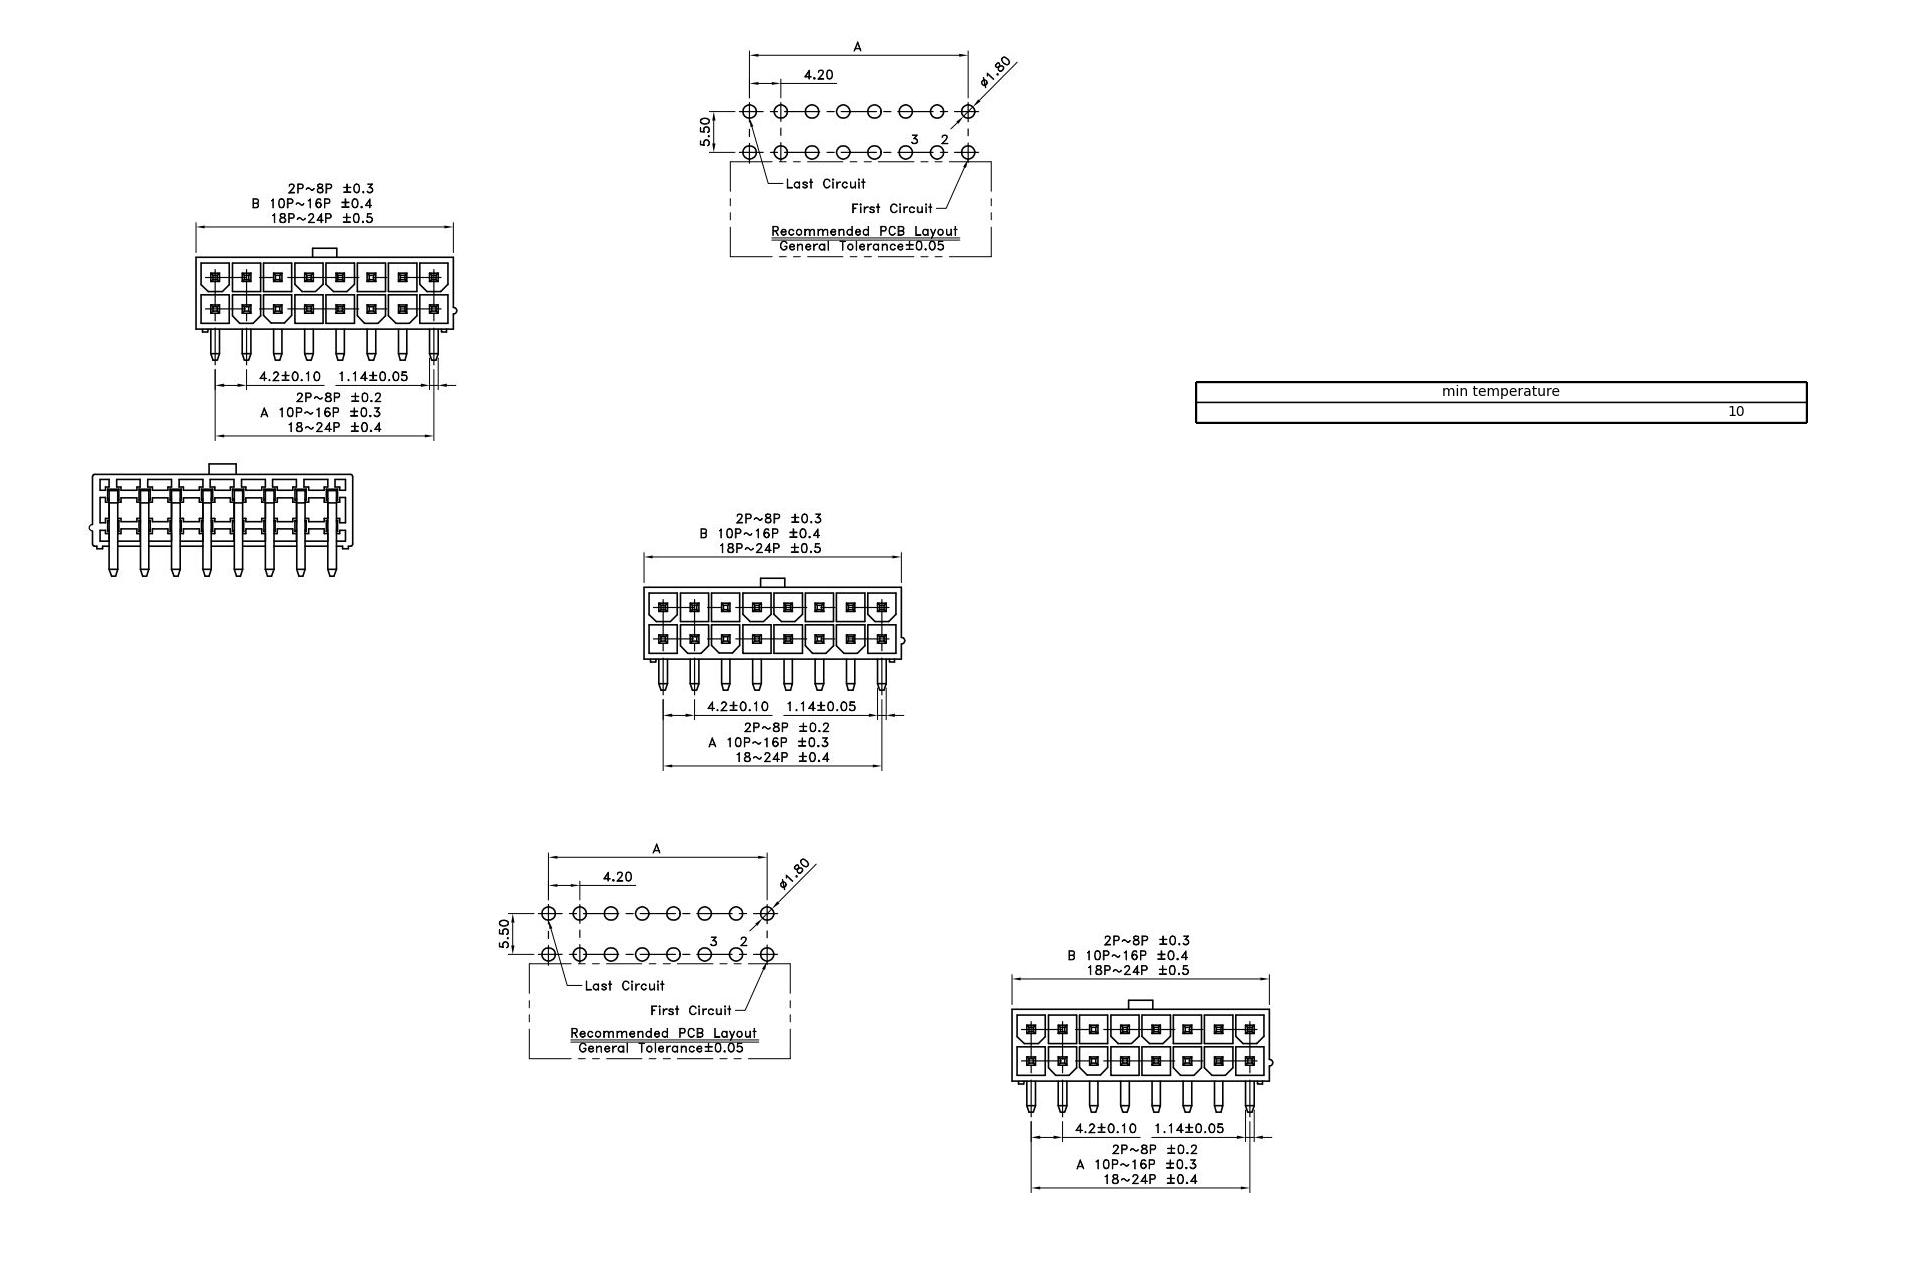 A
4.20
ø1.80
5.50
3 2
Last Circuit
First Circuit
Recommended PCB Layout
General Tolerance±0.05
2P~8P ±0.3
B 10P~16P ±0.4
18P~24P ±0.5
4.2±0.10 1.14±0.05
2P~8P ±0.2
A 10P~16P ±0.3
18~24P ±0.4
min temperature
10
2P~8P ±0.3
B 10P~16P ±0.4
18P~24P ±0.5
4.2±0.10 1.14±0.05
2P~8P ±0.2
A 10P~16P ±0.3
18~24P ±0.4
A
4.20
ø1.80
5.50
3 2
Last Circuit
First Circuit
Recommended PCB Layout
General Tolerance±0.05
2P~8P ±0.3
B 10P~16P ±0.4
18P~24P ±0.5
4.2±0.10 1.14±0.05
2P~8P ±0.2
A 10P~16P ±0.3
18~24P ±0.4